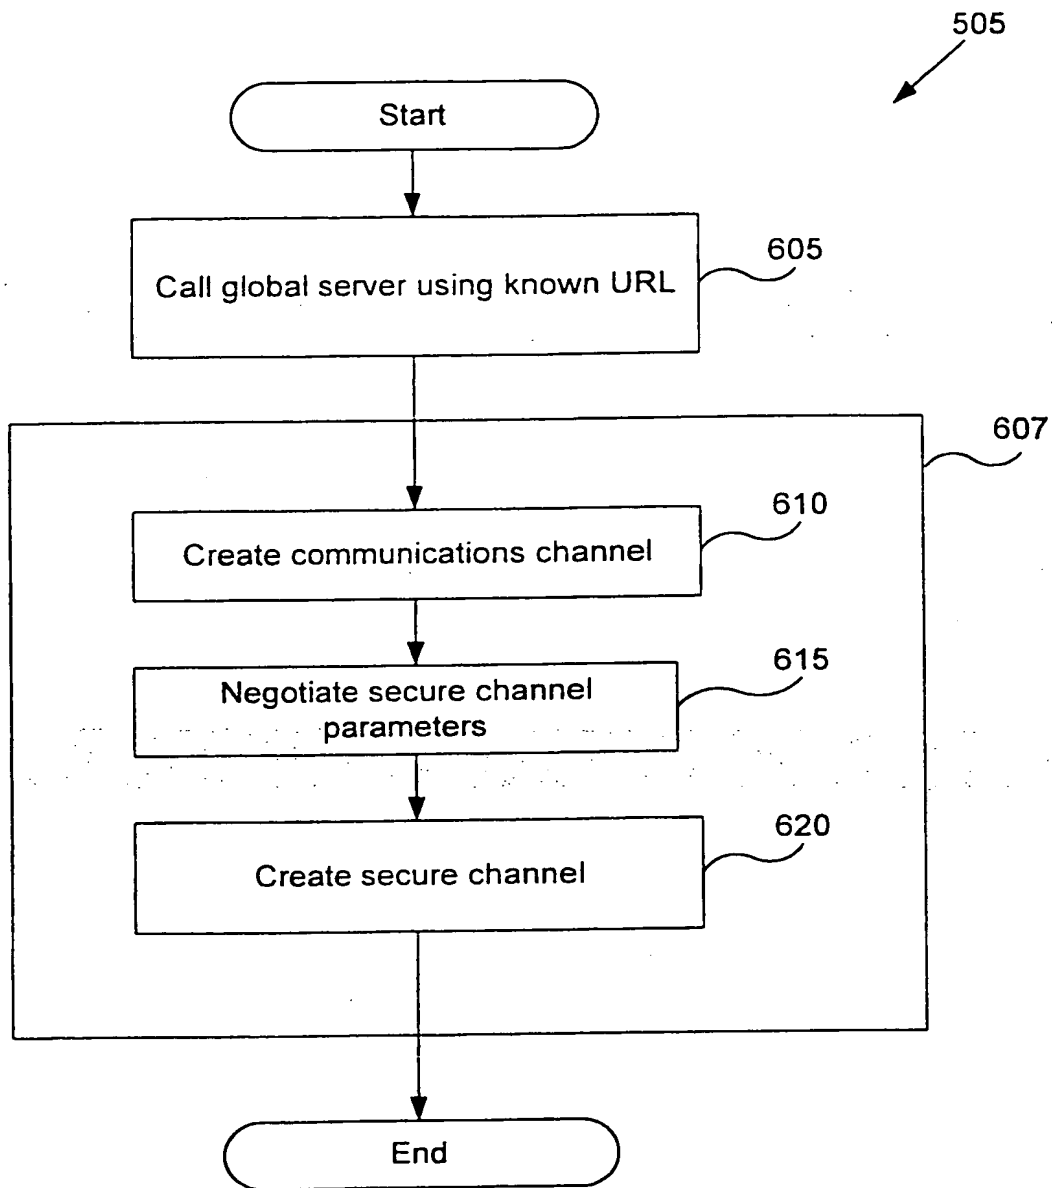 505
Start
605
Call global server using known URL
607
610
Create communications channel
615
Negotiate secure channel
parameters
620
Create secure channel
End